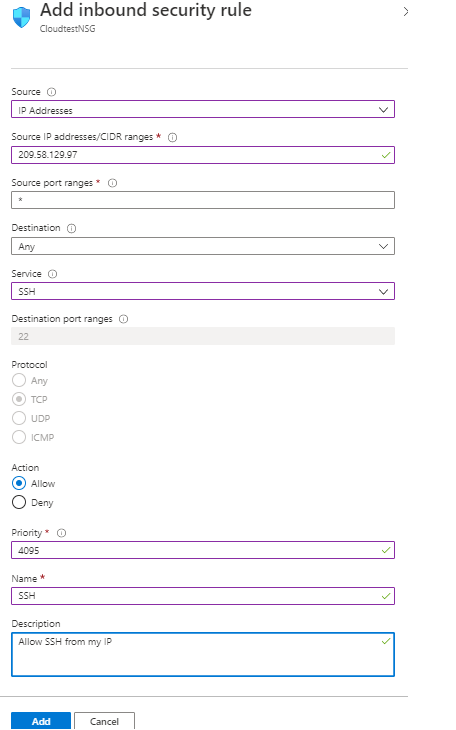 Add inbound security rule
CloudtestNSG
Source
IP Addresses
Source IP addresses/CIDR ranges *
209.58.129.97
Source port ranges *
*
Destination
Any
Service
SSH
Destination port ranges
22
Protocol
Any
TCP
UDP
ICMP
Action
Allow
Deny
Priority *
4095
Name *
SSH
Description
Allow SSH from my IP
Add Cancel